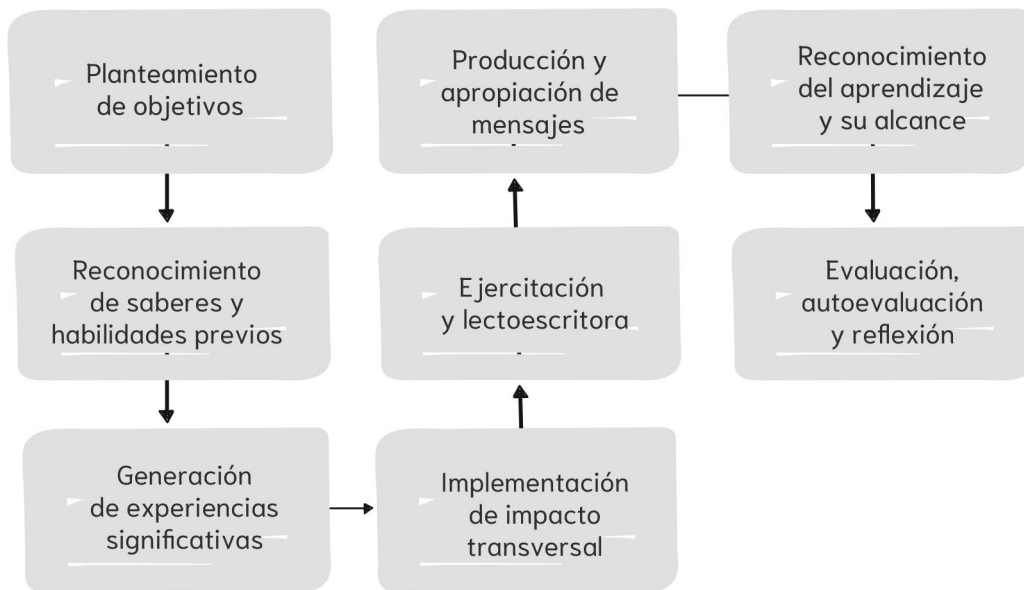 Planteamiento
de objetivos
Reconocimiento
de saberes y
habilidades previos
Generación
de experiencias
significativas
Implementación
de impacto
transversal
Ejercitación
y lectoescritora
Producción y
apropiación de
mensajes
Reconocimiento
del aprendizaje
y su alcance
Evaluación,
autoevaluación
y reflexión